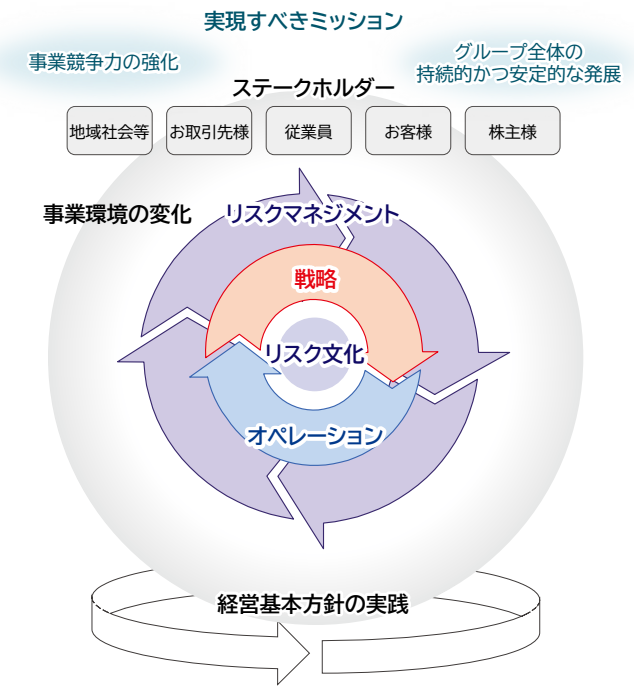 実現すべきミッション
事業競争力の強化
グループ全体の
持続的かつ安定的な発展
ステークホルダー
地域社会等
お取引先様
従業員
お客様
株主様
事業環境の変化
リスクマネジメント
戦略
リスク文化
オペレーション
経営基本方針の実践